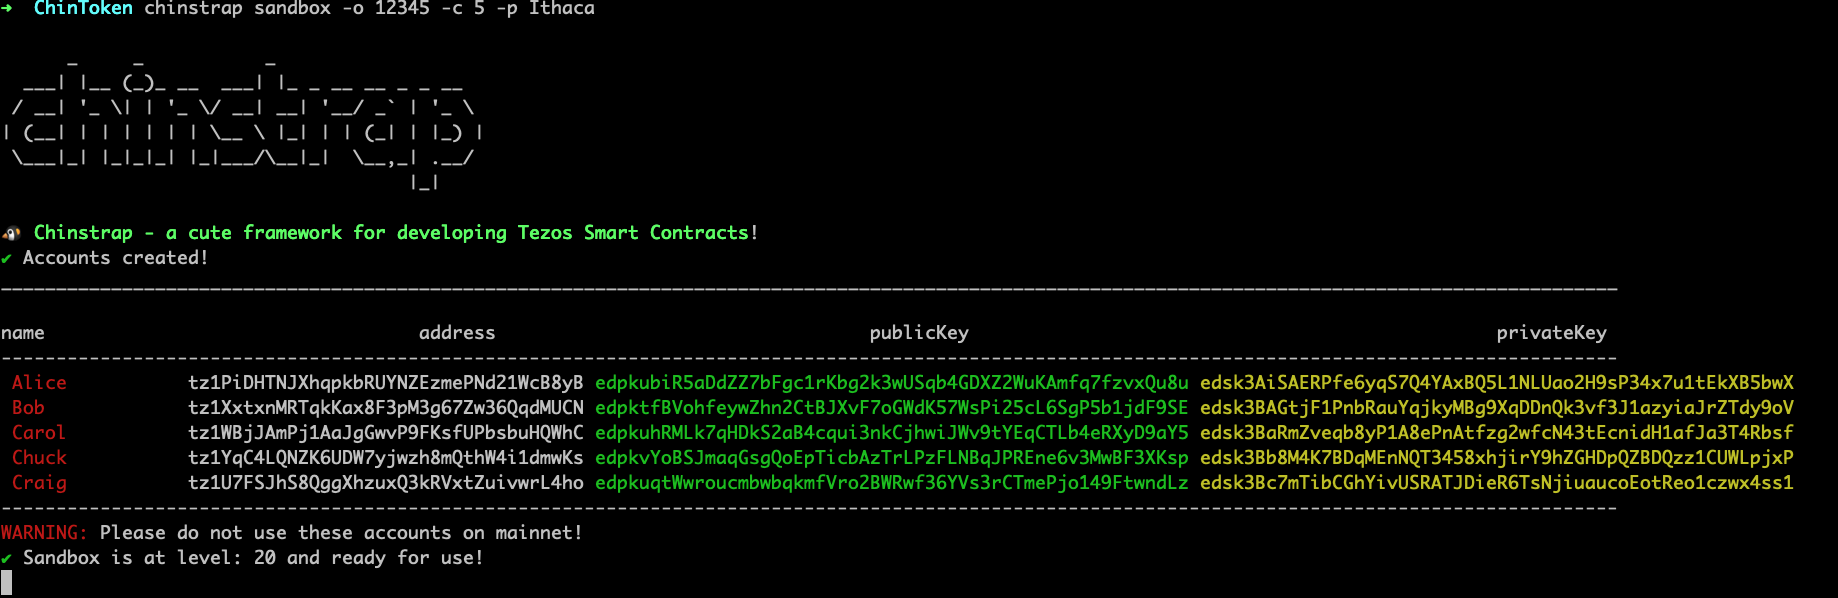 ➜ ChinToken chinstrap sandbox -o 12345 -c 5 -p Ithaca
chinstrap
Chinstrap - a cute framework for developing Tezos Smart Contracts!
✔ Accounts created!
name address publicKey privateKey
Alice tz1PiDHTNJXhqpkbRUYNZEzmePNd21WcB8yB edpkubiR5aDdZZ7bFgc1rKbg2k3wUSqb4GDXZ2WuKAmfq7fzvxQu8u edsk3AiSAERPfe6yqS7Q4YAxBQ5L1NLUao2H9sP34x7u1tEkXB5bwX
Bob tz1XxtxnMRTqkKax8F3pM3g67Zw36QqdMUCN edpktfBVohfeywZhn2CtBJXvF7oGWdK57WsPi25cL6SgP5b1jdF9SE edsk3BAGtjF1PnbRauYqjkyMBg9XqDDnQk3vf3J1azyiaJrZTdy9oV
Carol tz1WBjJAmPj1AaJgGwvP9FKsfUPbsbuHQWhC edpkuhRMLk7qHDkS2aB4cqui3nkCjhwiJWv9tYEqCTLb4eRXyD9aY5 edsk3BaRmZveqb8yP1A8ePnAtfzg2wfcN43tEcnidH1afJa3T4Rbsf
Chuck tz1YqC4LQNZK6UDW7yjwzh8mQthW4i1dmwKs edpkvYoBSJmaqGsgQoEpTicbAzTrLPzFLNBqJPREne6v3MwBF3XKsp edsk3Bb8M4K7BDqMEnNQT3458xhjirY9hZGHDpQZBDQzz1CUWLpjxP
Craig tz1U7FSJhS8QggXhzuxQ3kRVxtZuivwrL4ho edpkuqtWwroucmbwbqkmfVro2BWRwf36YVs3rCTmePjo149FtwndLz edsk3Bc7mTibCGhYivUSRATJDieR6TsNjiuaucoEotReo1czwx4ss1
WARNING: Please do not use these accounts on mainnet!
✔ Sandbox is at level: 20 and ready for use!